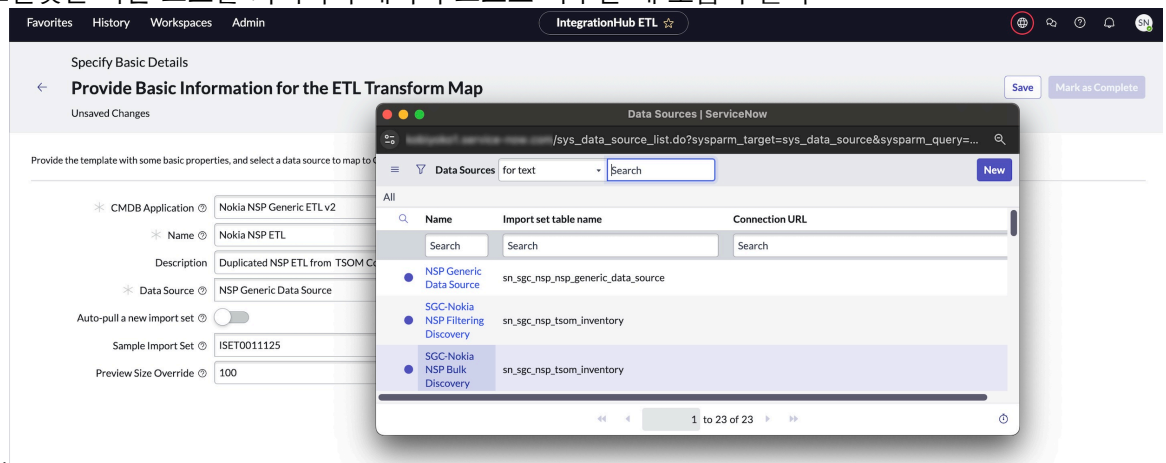 Favorites History Workspaces Admin
IntegrationHub ETL ☆
SN
Specify Basic Details
← Provide Basic Information for the ETL Transform Map
Unsaved Changes
Save
Mark as Complete
Provide the template with some basic properties, and select a data source to map to
CMDB Application Nokia NSP Generic ETL v2
Name Nokia NSP ETL
Description Duplicated NSP ETL from TSOM
Data Source NSP Generic Data Source
Auto-pull a new import set
Sample Import Set ISET0011125
Preview Size Override 100
Data Sources | ServiceNow
/sys_data_source_list.do?sysparm_target=sys_data_source&sysparm_query=...
Data Sources for text Search New
All
Name Import set table name Connection URL
Search Search Search
NSP Generic
Data Source
sn_sgc_nsp_nsp_generic_data_source
SGC-Nokia
NSP Filtering
Discovery
sn_sgc_nsp_tsom_inventory
SGC-Nokia
NSP Bulk
Discovery
sn_sgc_nsp_tsom_inventory
1 to 23 of 23